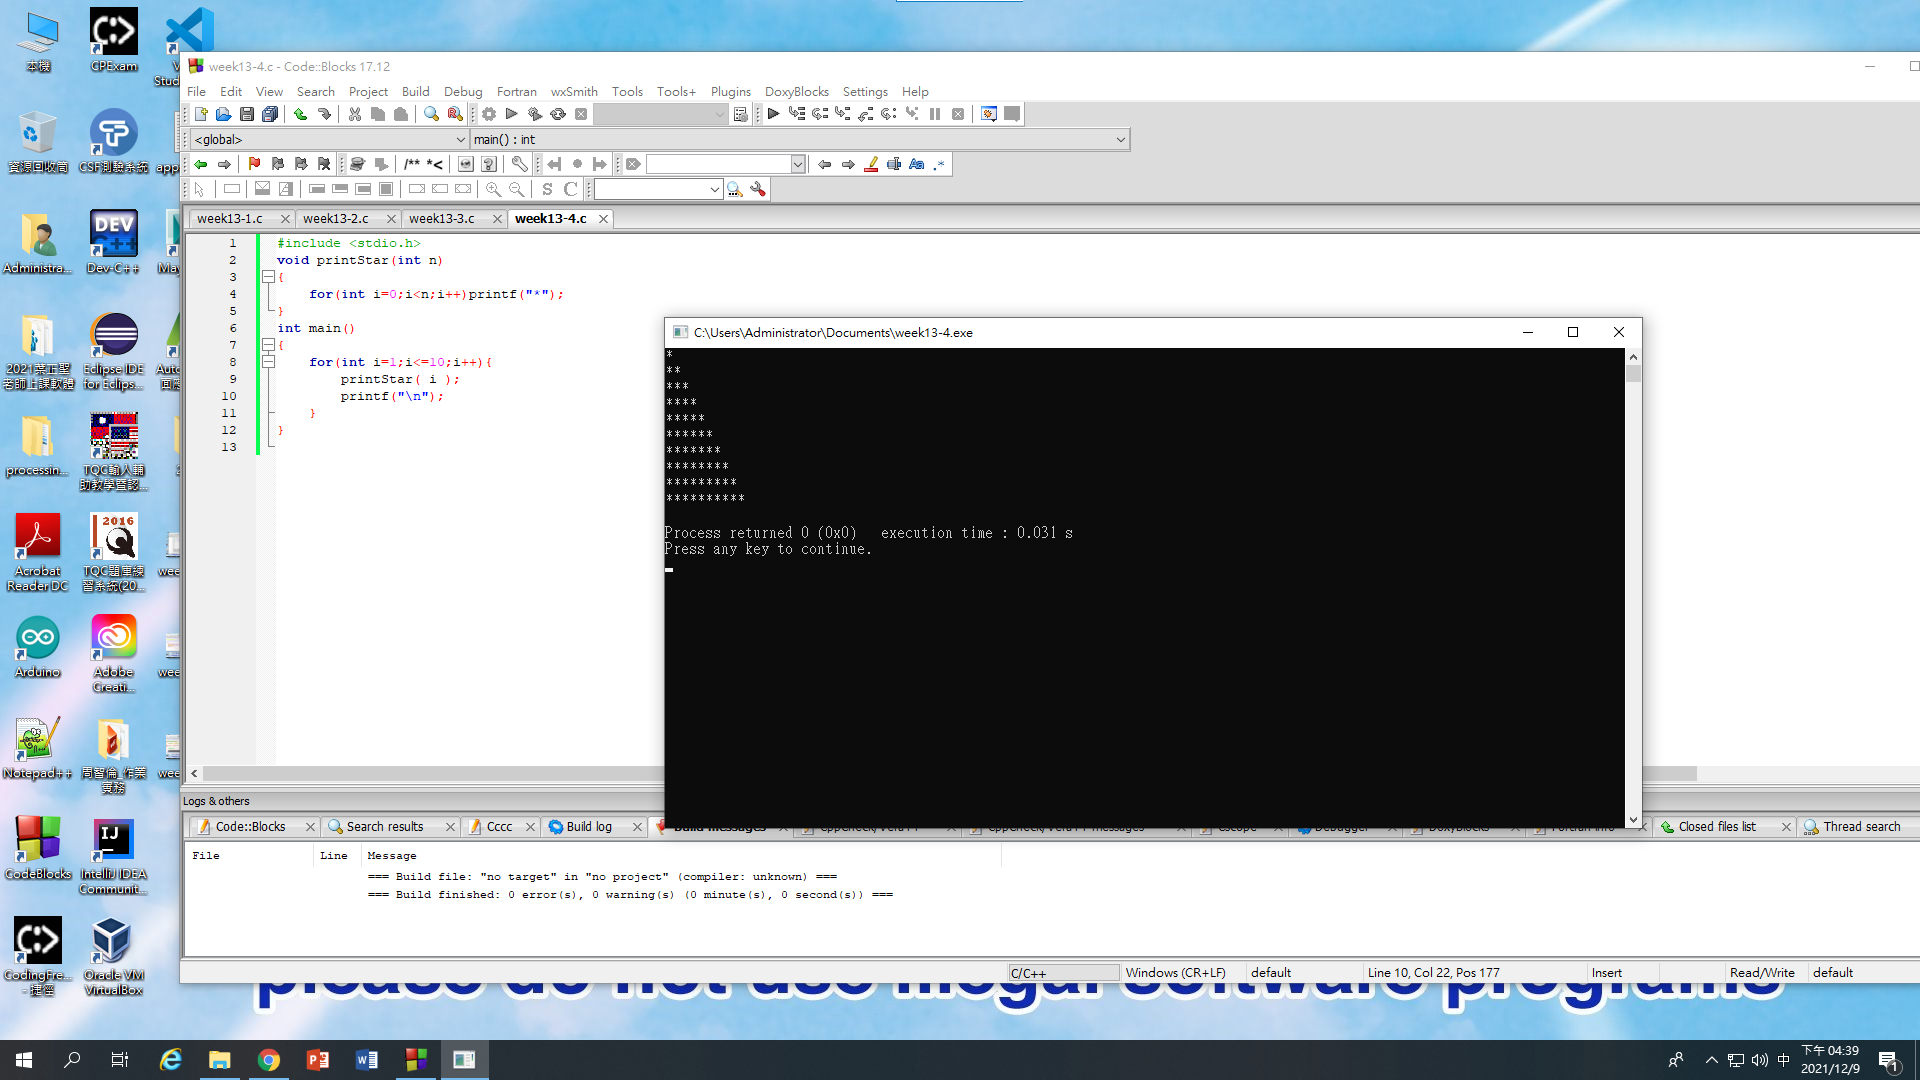 本機
CPExam
資源回收筒
CSF測驗系統
Administra...
Dev-C++
2021葉正聖
老師上課軟體
Eclipse IDE
for Eclips...
processin...
TQC輸入輔
助教學暨認...
Acrobat
Reader DC
TQC題庫練
習系統(20...
Arduino
Adobe
Creati...
Notepad++
周智倫_作業
實務
CodeBlocks
IntelliJ IDEA
Communit...
CodingFre...
- 捷徑
Oracle VM
VirtualBox
week13-4.c - Code::Blocks 17.12
File Edit View Search Project Build Debug Fortran wxSmith Tools Tools+ Plugins DoxyBlocks Settings Help
<global> main() : int
week13-1.c week13-2.c week13-3.c week13-4.c
1 #include <stdio.h>
2 void printStar(int n)
3 {
4 for(int i=0;i<n;i++)printf("*");
5 }
6 int main()
7 {
8 for(int i=1;i<=10;i++){
9 printStar( i );
10 printf("\n");
11 }
12 }
13
C:\Users\Administrator\Documents\week13-4.exe
*
**
***
****
*****
******
*******
********
*********
**********
Process returned 0 (0x0)   execution time : 0.031 s
Press any key to continue.
Logs & others
Code::Blocks Search results Cccc Build log Build messages CppCheck/Vera++ CppCheck/Vera++ messages Cscope Debugger DoxyBlocks Fortran info Closed files list Thread search
File Line Message
=== Build file: "no target" in "no project" (compiler: unknown) ===
=== Build finished: 0 error(s), 0 warning(s) (0 minute(s), 0 second(s)) ===
C/C++ Windows (CR+LF) default Line 10, Col 22, Pos 177 Insert Read/Write default
please do not use illegal software programs
中
下午 04:39
2021/12/9
1